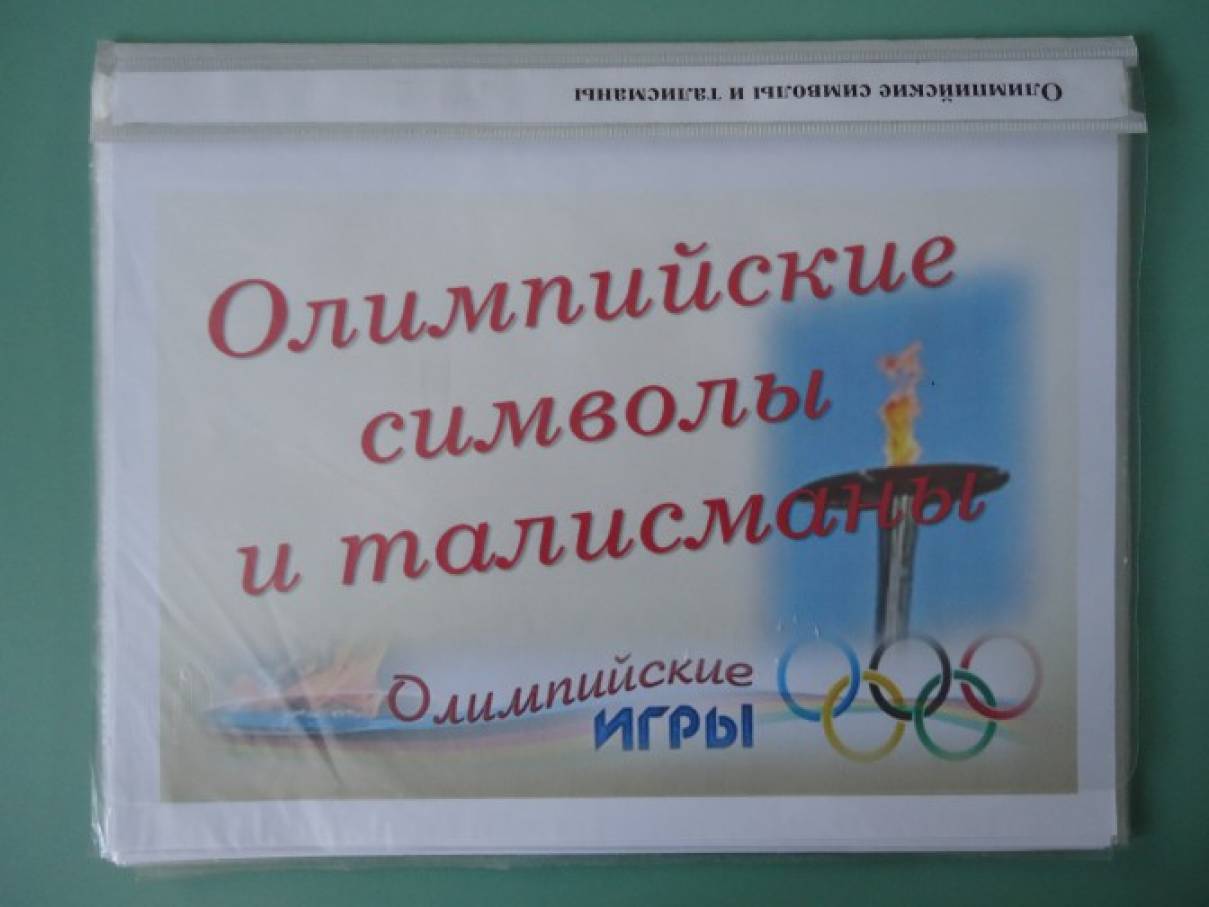 Олимпийские символы и талисманы
Олимпийские
символы
и талисманы
Олимпийские
ИГРЫ